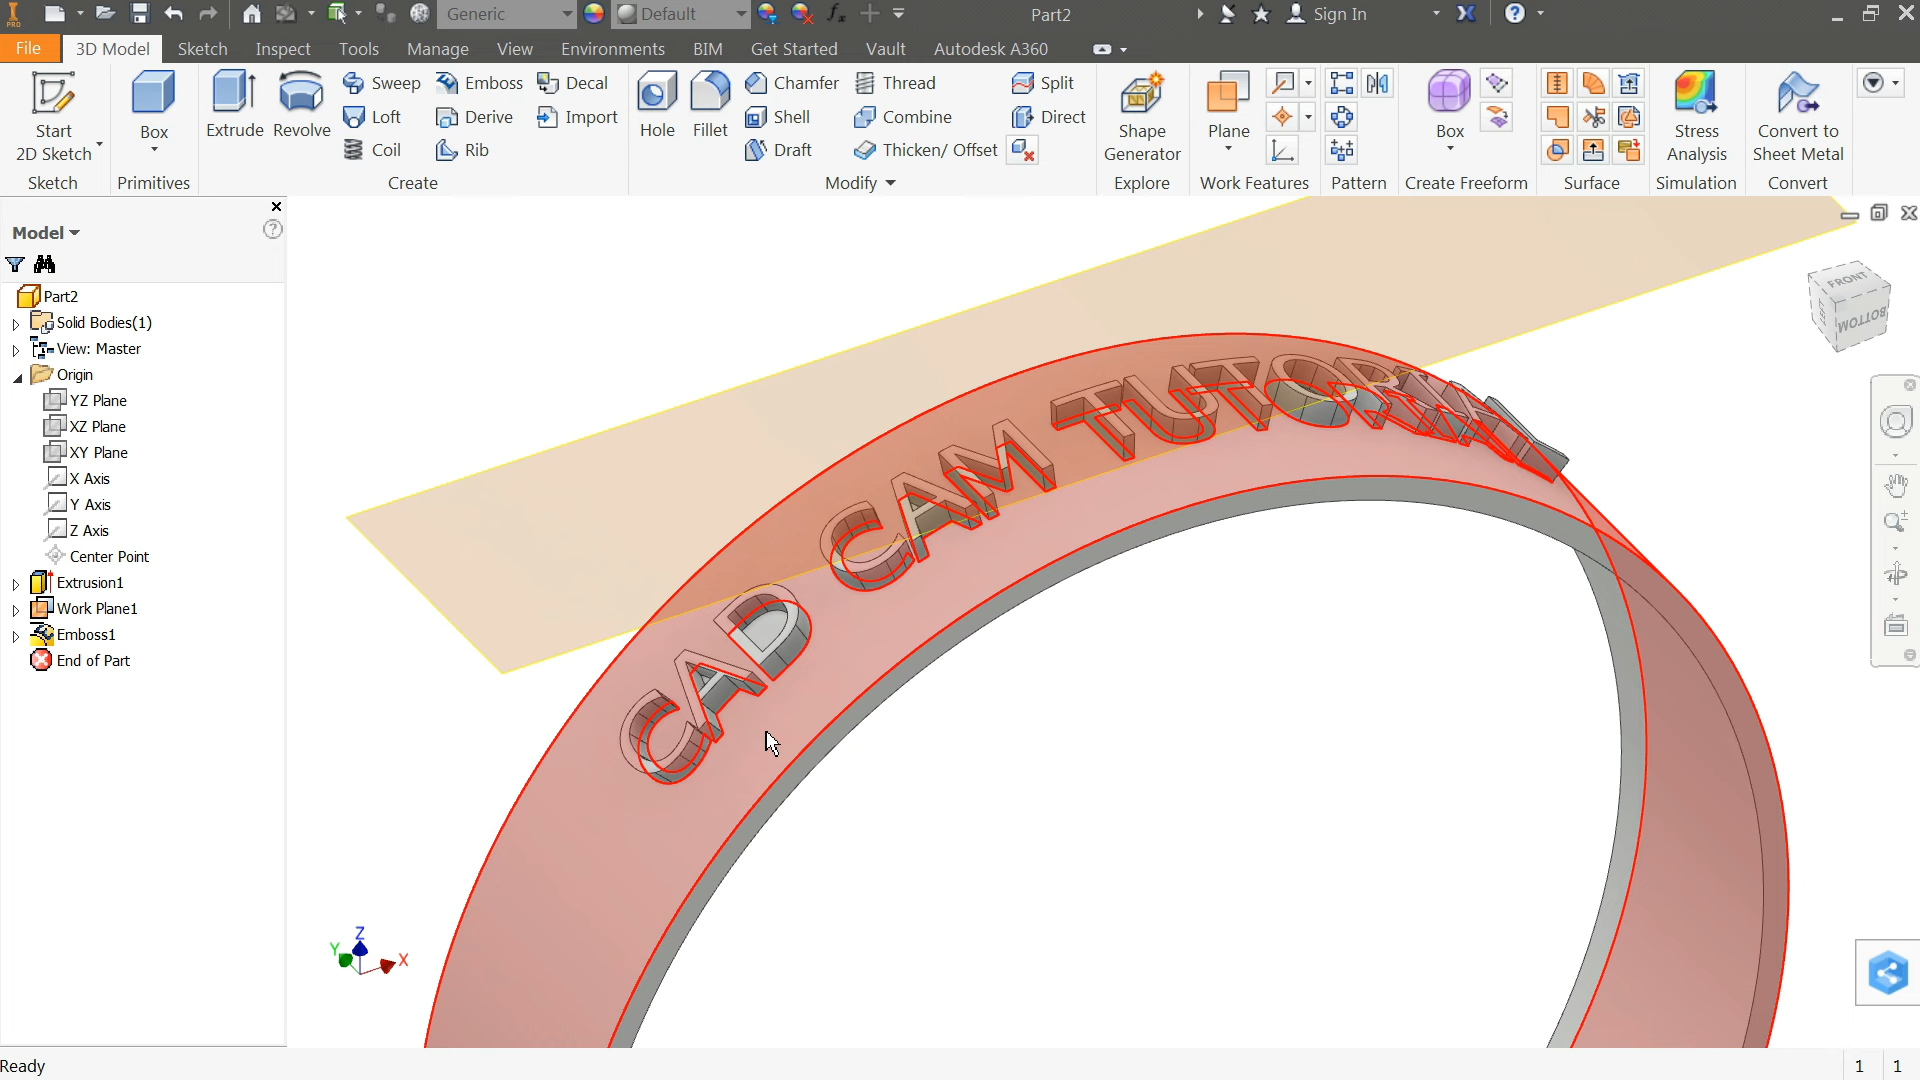 PRO
Generic
Default
fx
Part2
Sign In
File
3D Model
Sketch
Inspect
Tools
Manage
View
Environments
BIM
Get Started
Vault
Autodesk A360
Start
2D Sketch
Sketch
Box
Primitives
Extrude
Revolve
Sweep
Loft
Coil
Emboss
Derive
Rib
Decal
Import
Create
Hole
Fillet
Chamfer
Shell
Draft
Thread
Combine
Thicken/ Offset
Split
Direct
Modify
Shape
Generator
Explore
Plane
Work Features
Pattern
Box
Create Freeform
Surface
Stress
Analysis
Simulation
Convert to
Sheet Metal
Convert
Model
Part2
Solid Bodies(1)
View: Master
Origin
YZ Plane
XZ Plane
XY Plane
X Axis
Y Axis
Z Axis
Center Point
Extrusion1
Work Plane1
Emboss1
End of Part
FRONT
BOTTOM
CAD CAM TUTORIAL
Z
Y
X
Ready
1
1